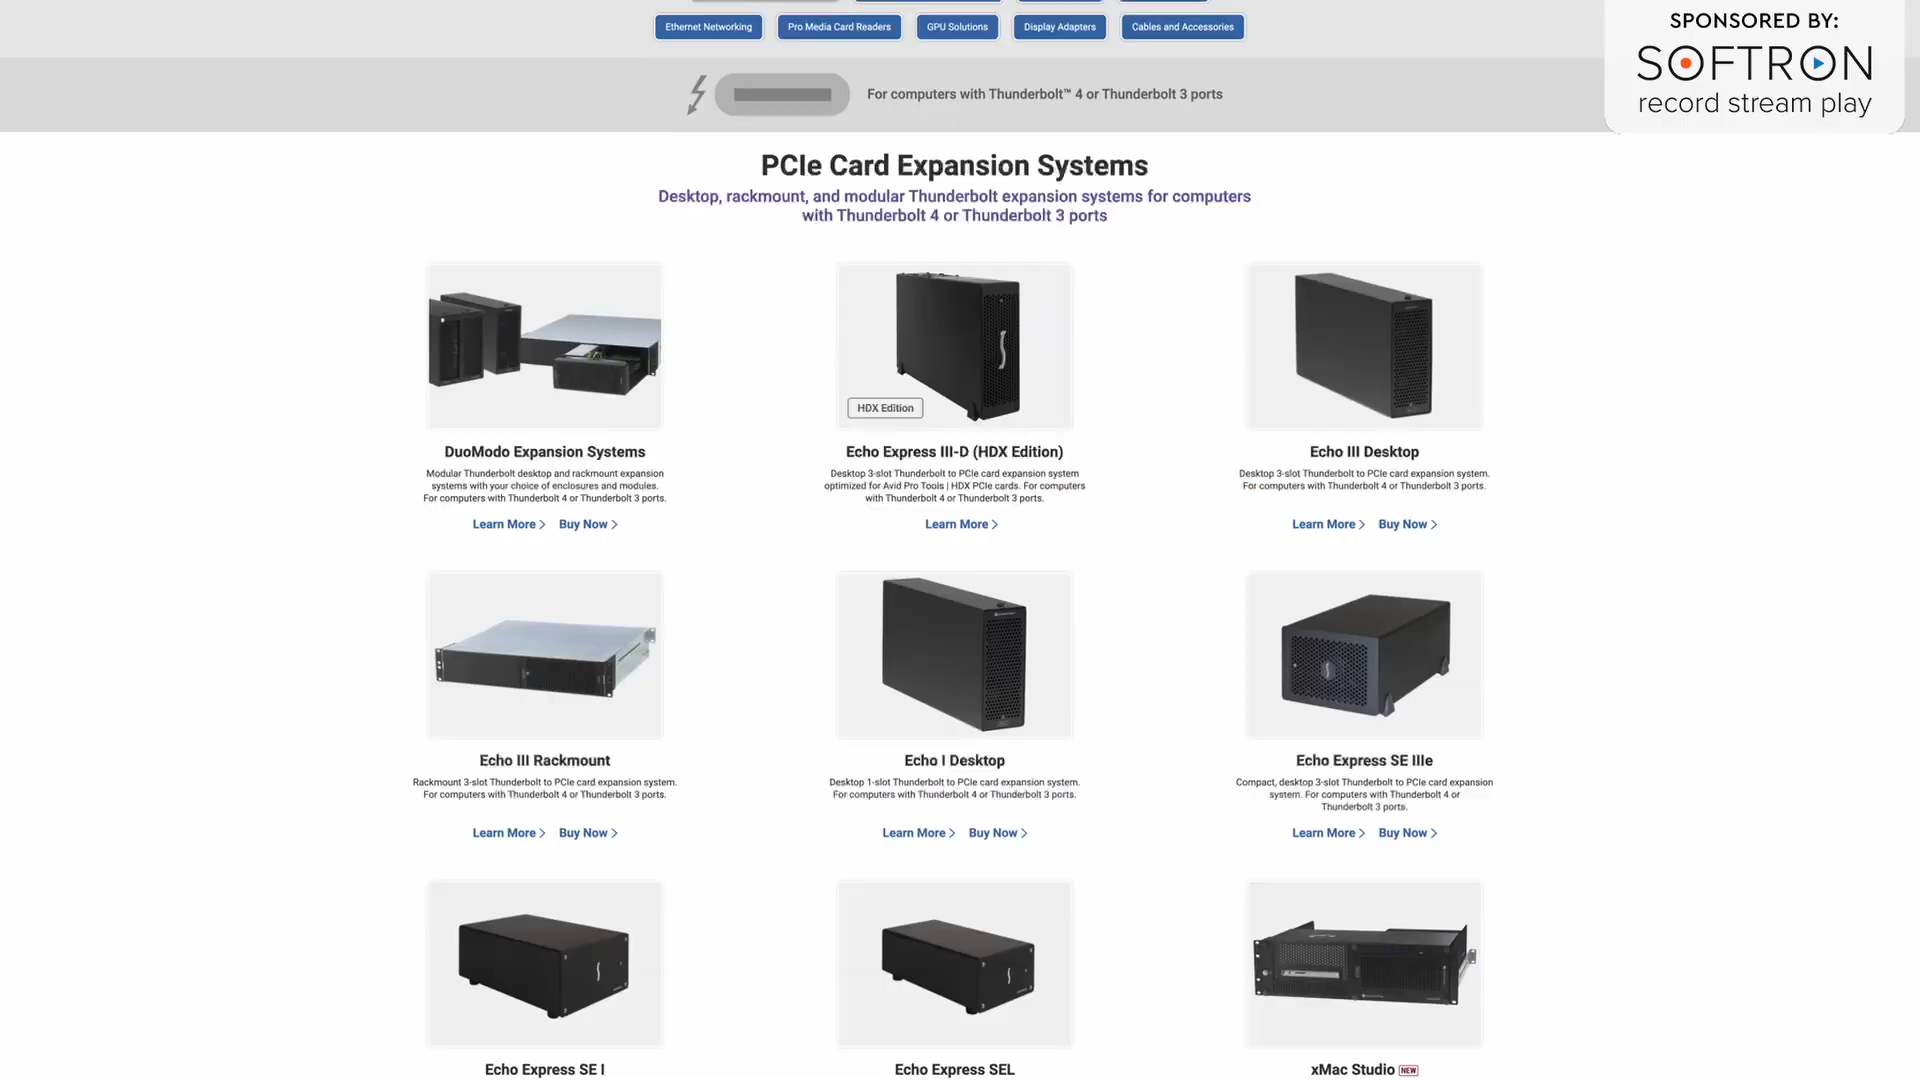 Ethernet Networking
Pro Media Card Readers
GPU Solutions
Display Adapters
Cables and Accessories
SPONSORED BY:
SOFTRON
record stream play
For computers with Thunderbolt™ 4 or Thunderbolt 3 ports
PCIe Card Expansion Systems
Desktop, rackmount, and modular Thunderbolt expansion systems for computers
with Thunderbolt 4 or Thunderbolt 3 ports
DuoModo Expansion Systems
Modular Thunderbolt desktop and rackmount expansion
systems with your choice of enclosures and modules.
For computers with Thunderbolt 4 or Thunderbolt 3 ports.
Learn More >
Buy Now >
HDX Edition
Echo Express III-D (HDX Edition)
Desktop 3-slot Thunderbolt to PCIe card expansion system
optimized for Avid Pro Tools | HDX PCIe cards. For computers
with Thunderbolt 4 or Thunderbolt 3 ports.
Learn More >
Echo III Desktop
Desktop 3-slot Thunderbolt to PCIe card expansion system.
For computers with Thunderbolt 4 or Thunderbolt 3 ports.
Learn More >
Buy Now >
Echo III Rackmount
Rackmount 3-slot Thunderbolt to PCIe card expansion system.
For computers with Thunderbolt 4 or Thunderbolt 3 ports.
Learn More >
Buy Now >
Echo I Desktop
Desktop 1-slot Thunderbolt to PCIe card expansion system.
For computers with Thunderbolt 4 or Thunderbolt 3 ports.
Learn More >
Buy Now >
Echo Express SE IIIe
Compact, desktop 3-slot Thunderbolt to PCIe card expansion
system. For computers with Thunderbolt 4 or
Thunderbolt 3 ports.
Learn More >
Buy Now >
Echo Express SE I
Echo Express SEL
xMac Studio NEW